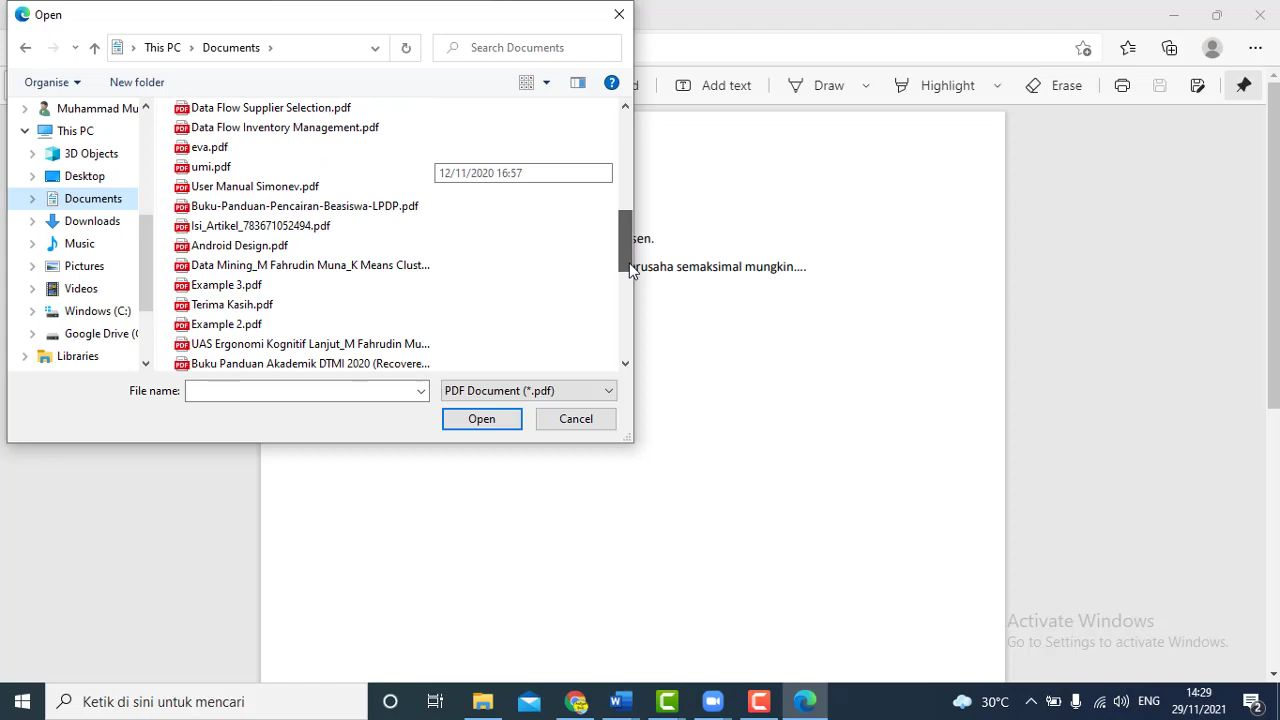 Open
This PC
Documents
Search Documents
Organise
New folder
Add text
Draw
Highlight
Erase
Muhammad Mu
This PC
3D Objects
Desktop
Documents
Downloads
Music
Pictures
Videos
Windows (C:)
Google Drive (
Libraries
Data Flow Supplier Selection.pdf
Data Flow Inventory Management.pdf
eva.pdf
umi.pdf
User Manual Simonev.pdf
Buku-Panduan-Pencairan-Beasiswa-LPDP.pdf
Isi_Artikel_783671052494.pdf
Android Design.pdf
Data Mining_M Fahrudin Muna_K Means Clust...
Example 3.pdf
Terima Kasih.pdf
Example 2.pdf
UAS Ergonomi Kognitif Lanjut_M Fahrudin Mu...
Buku Panduan Akademik DTMI 2020 (Recovere...
12/11/2020 16:57
sen.
rusaha semaksimal mungkin....
File name:
PDF Document (*.pdf)
Open
Cancel
Activate Windows
Go to Settings to activate Windows.
Ketik di sini untuk mencari
30°C
ENG
14:29
29/11/2021
2